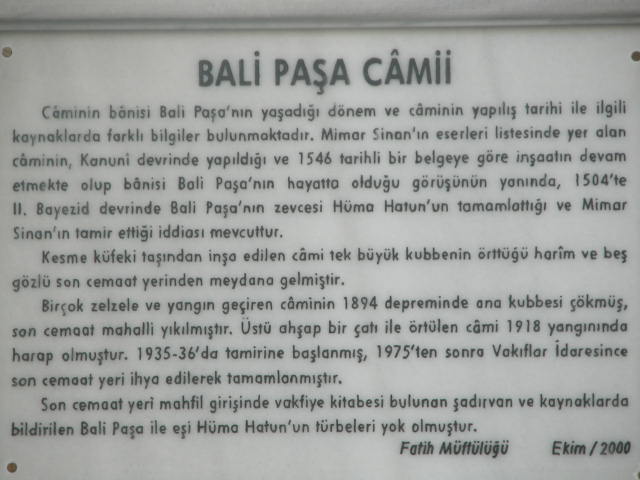 BALİ PAŞA CÂMİİ
Câminin bânisi Bali Paşa'nın yaşadığı dönem ve câminin yapılış tarihi ile ilgili
kaynaklarda farklı bilgiler bulunmaktadır. Mimar Sinan'ın eserleri listesinde yer alan
câminin, Kanunî devrinde yapıldığı ve 1546 tarihli bir belgeye göre inşaatın devam
etmekte olup bânisi Bali Paşa'nın hayatta olduğu görüşünün yanında, 1504'te
II. Bayezid devrinde Bali Paşa'nın zevcesi Hüma Hatun'un tamamlattığı ve Mimar
Sinan'ın tamir ettiği iddiası mevcuttur.
Kesme küfeki taşından inşa edilen câmi tek büyük kubbenin örttüğü harîm ve beş
gözlü son cemaat yerinden meydana gelmiştir.
Birçok zelzele ve yangın geçiren câminin 1894 depreminde ana kubbesi çökmüş,
son cemaat mahalli yıkılmıştır. Üstü ahşap bir çatı ile örtülen câmi 1918 yangınında
harap olmuştur. 1935-36'da tamirine başlanmış, 1975'ten sonra Vakıflar İdaresince
son cemaat yeri ihya edilerek tamamlanmıştır.
Son cemaat yeri mahfil girişinde vakfiye kitabesi bulunan şadırvan ve kaynaklarda
bildirilen Bali Paşa ile eşi Hüma Hatun'un türbeleri yok olmuştur.
Fatih Müftülüğü Ekim / 2000